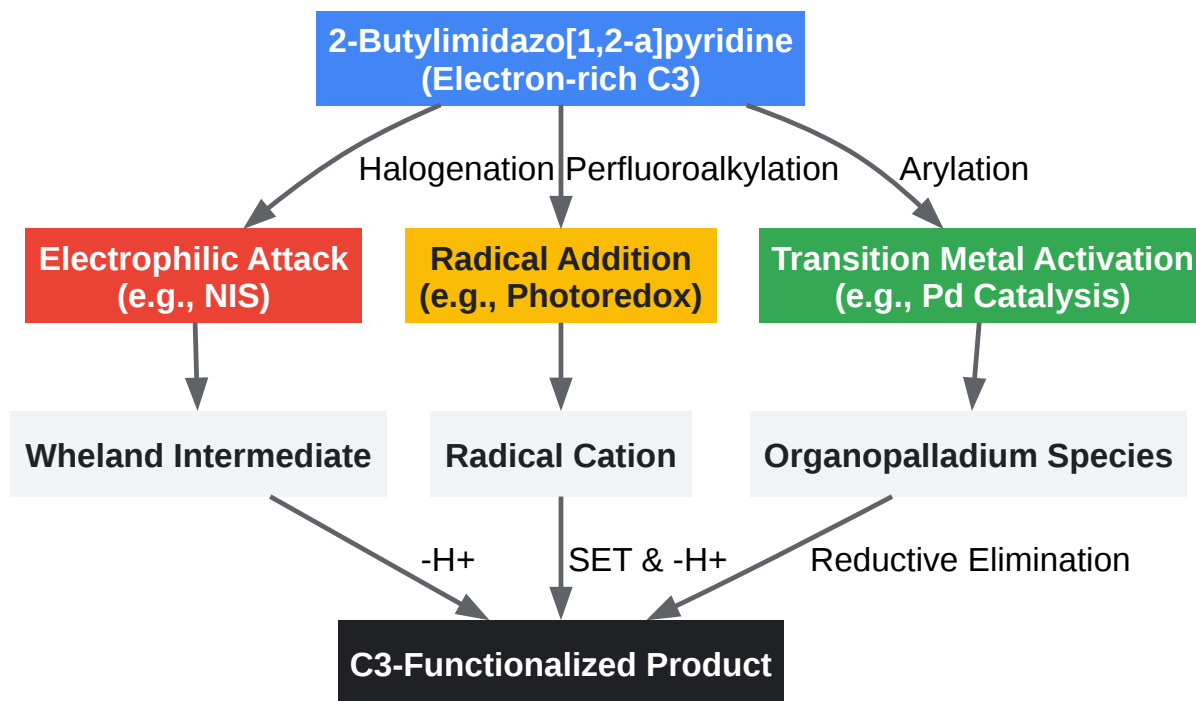 2-Butylimidazo[1,2-a]pyridine
(Electron-rich C3)
Halogenation
Perfluoroalkylation
Arylation
Electrophilic Attack
(e.g., NIS)
Radical Addition
(e.g., Photoredox)
Transition Metal Activation
(e.g., Pd Catalysis)
Wheland Intermediate
Radical Cation
Organopalladium Species
-H+
SET & -H+
Reductive Elimination
C3-Functionalized Product